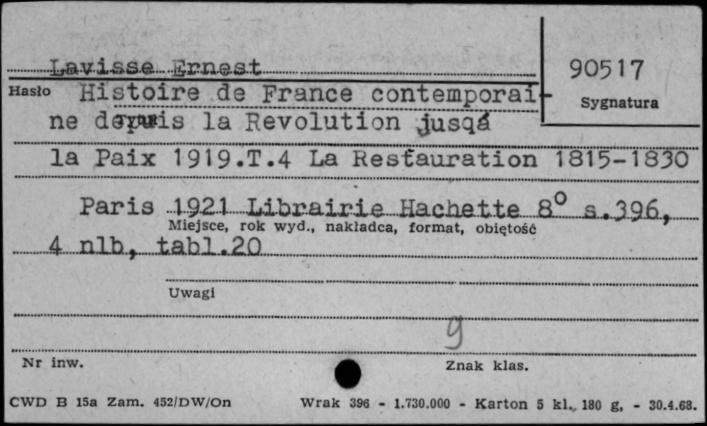 Lavisse Ernest
90517
Hasło Histoire de France contemporai-
Sygnatura
ne depuis la Revolution jusqá
la Paix 1919.T.4 La Restauration 1815-1830
Paris 1921 Librairie Hachette 8° s.396,
Miejsce, rok wyd., nakładca, format, obiętość
4 nlb, tabl.20
Uwagi
9
Nr inw.
Znak klas.
CWD B 15a Zam. 452/DW/On Wrak 396 - 1.730.000 - Karton 5 kl., 180 g, - 30.4.68.